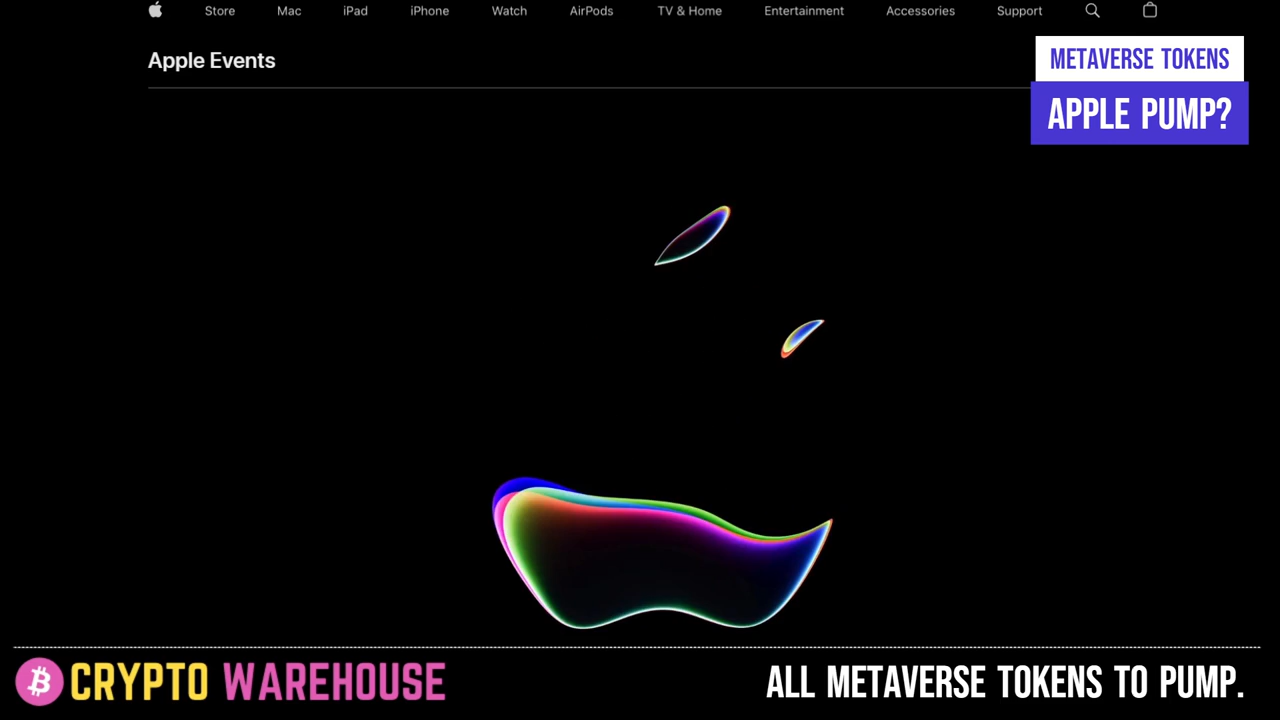 Store Mac iPad iPhone Watch AirPods TV & Home Entertainment Accessories Support
Apple Events
METAVERSE TOKENS
APPLE PUMP?
CRYPTO WAREHOUSE
ALL METAVERSE TOKENS TO PUMP.